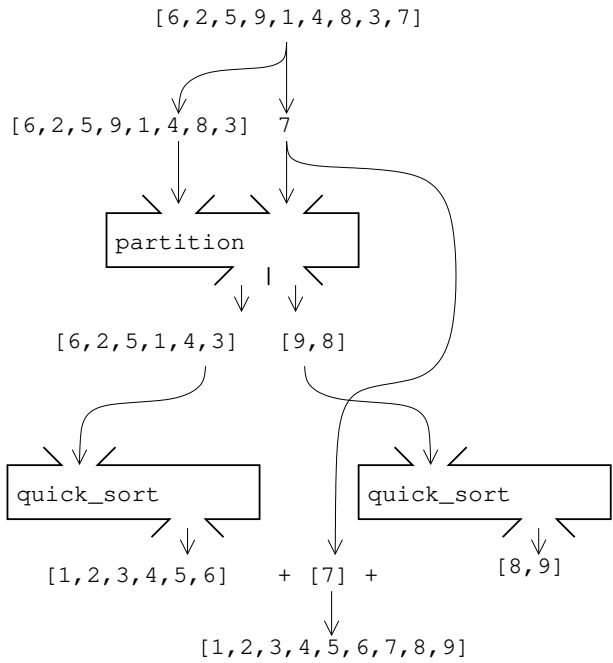 [6,2,5,9,1,4,8,3,7]
[6,2,5,9,1,4,8,3] 7
partition
[6,2,5,1,4,3] [9,8]
quick_sort quick_sort
[1,2,3,4,5,6] + [7] + [8,9]
[1,2,3,4,5,6,7,8,9]